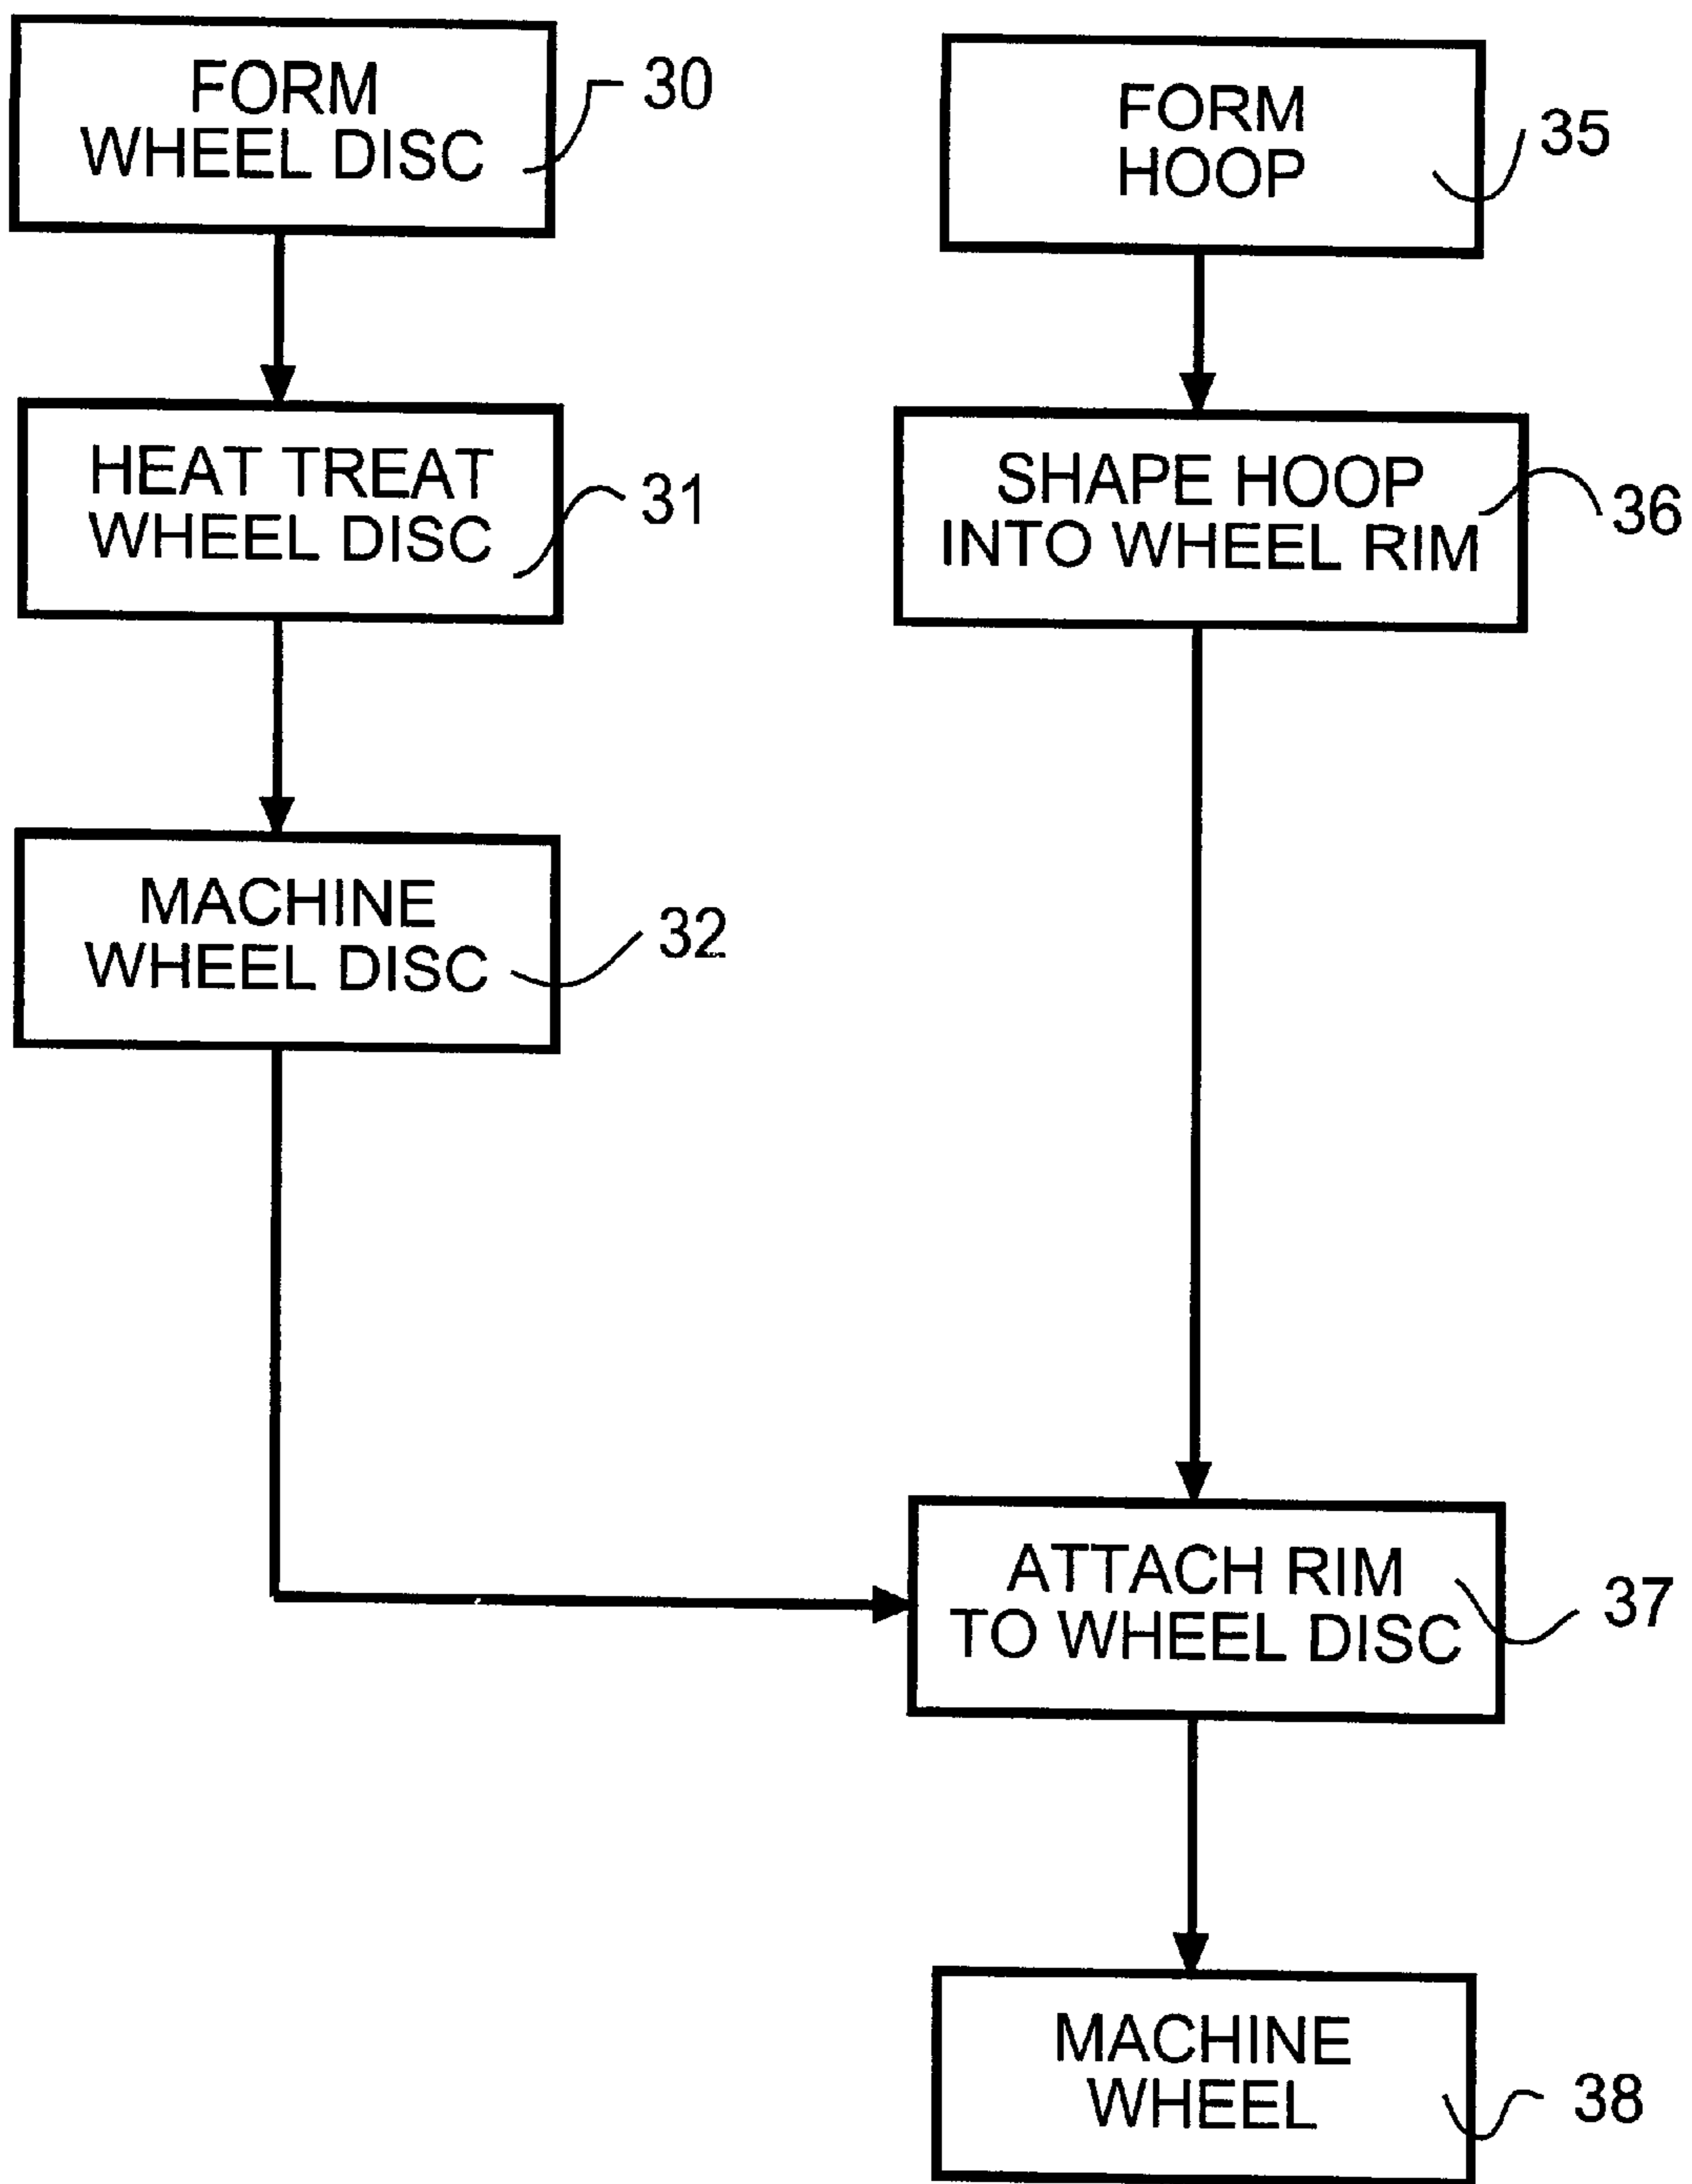 FORM
WHEEL DISC
30
HEAT TREAT
WHEEL DISC
31
MACHINE
WHEEL DISC
32
FORM
HOOP
35
SHAPE HOOP
INTO WHEEL RIM
36
ATTACH RIM
TO WHEEL DISC
37
MACHINE
WHEEL
38